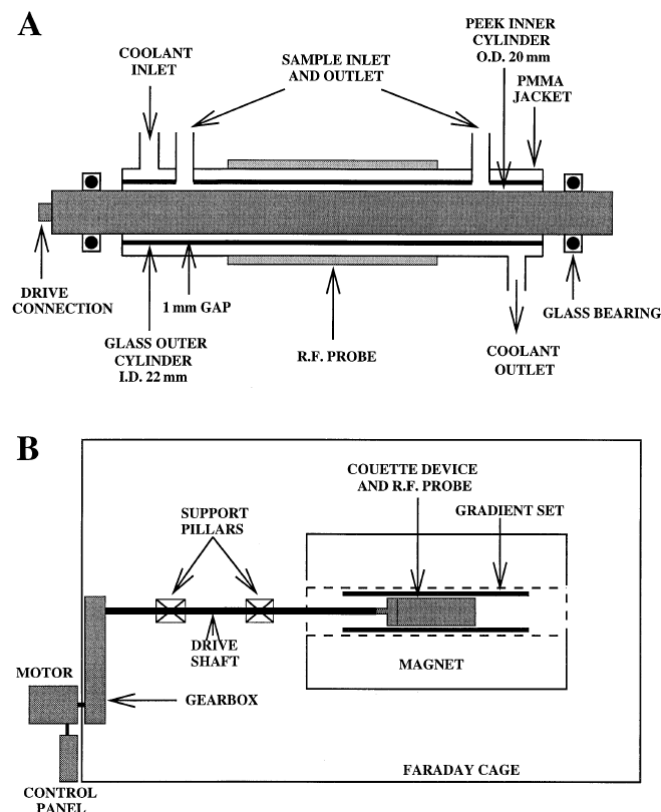 A
COOLANT
INLET
SAMPLE INLET
AND OUTLET
PEEK INNER
CYLINDER
O.D. 20 mm
PMMA
JACKET
DRIVE
CONNECTION
1 mm GAP
GLASS OUTER
CYLINDER
I.D. 22 mm
R.F. PROBE
COOLANT
OUTLET
GLASS BEARING
B
COUETTE DEVICE
AND R.F. PROBE
GRADIENT SET
SUPPORT
PILLARS
DRIVE
SHAFT
MAGNET
MOTOR
GEARBOX
CONTROL
PANEL
FARADAY CAGE